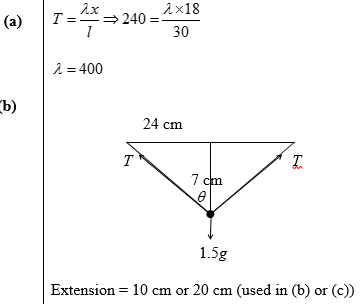 (a) T = λx/l ⇒ 240 = λ×18/30
λ = 400
(b)
24 cm
T T
7 cm
θ
1.5g
Extension = 10 cm or 20 cm (used in (b) or (c))